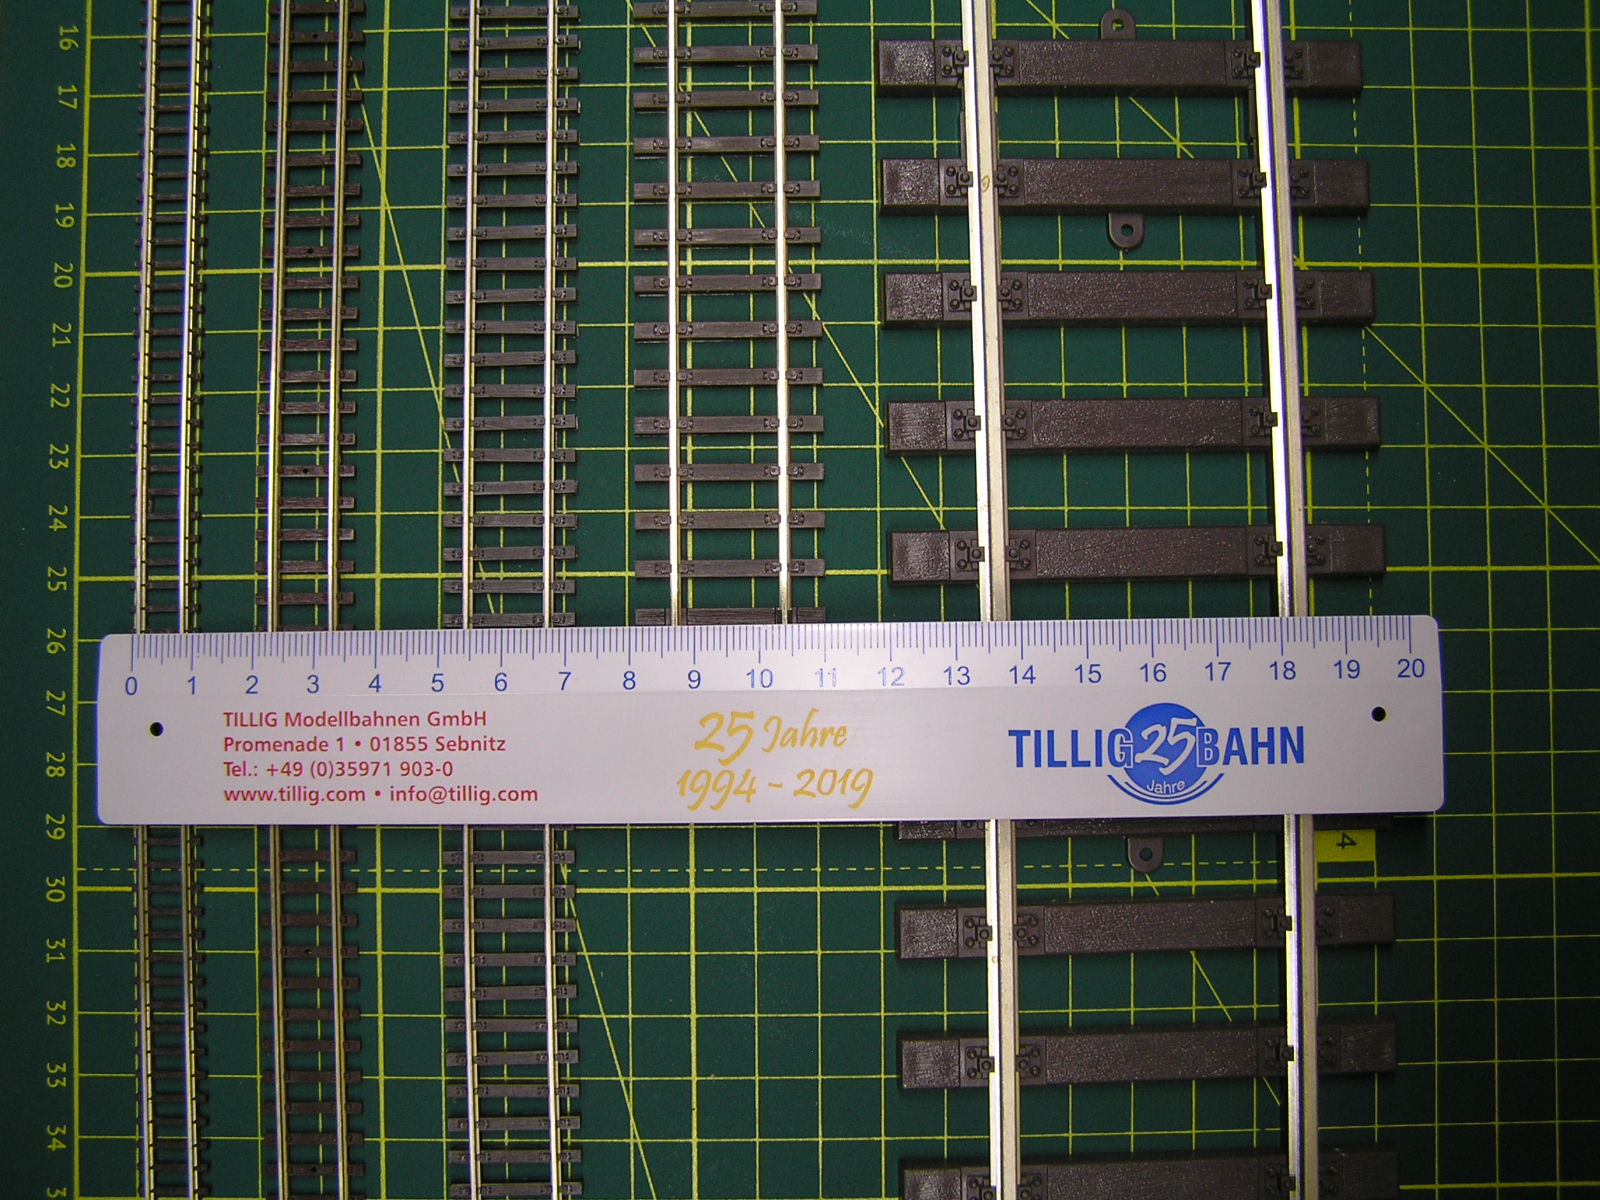 16
17
18
19
20
21
22
23
24
25
26
27
28
29
30
31
32
33
34
0 1 2 3 4 5 6 7 8 9 10 11 12 13 14 15 16 17 18 19 20
TILLIG Modellbahnen GmbH
Promenade 1 • 01855 Sebnitz
Tel.: +49 (0)35971 903-0
www.tillig.com • info@tillig.com
25 Jahre
1994 - 2019
TILLIG 25 BAHN
Jahre
4